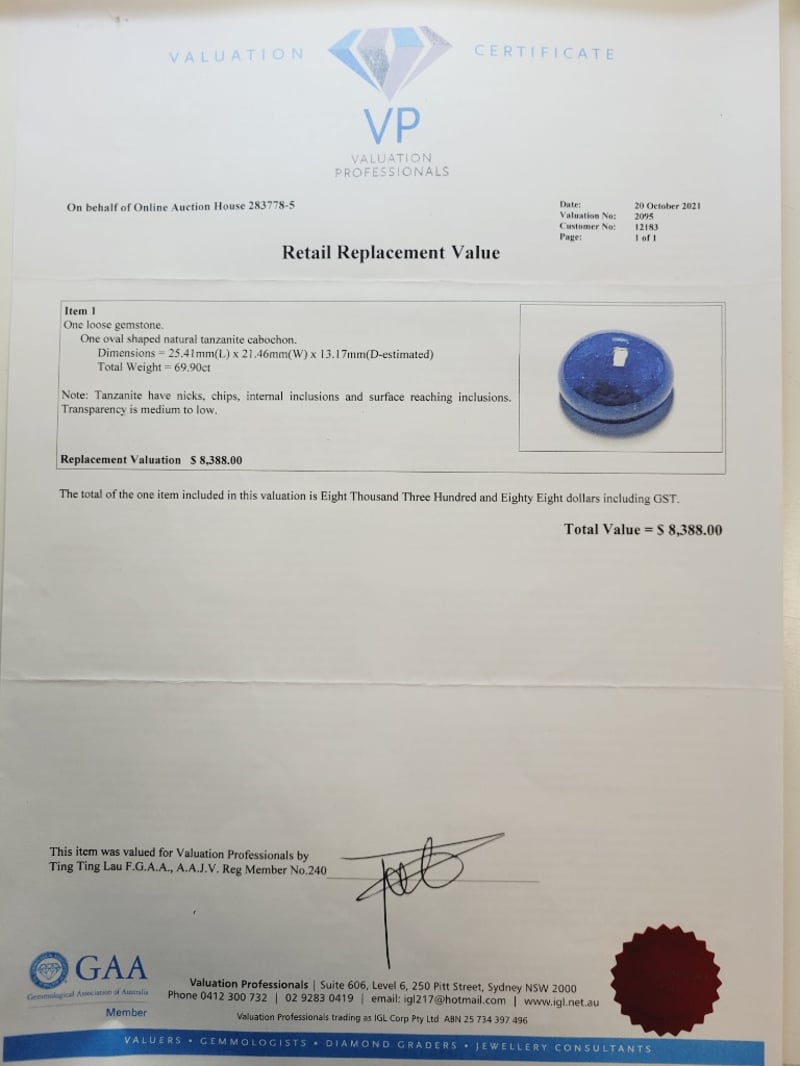 VALUATION CERTIFICATE
VP
VALUATION
PROFESSIONALS
On behalf of Online Auction House 283778-5
Date: 20 October 2021
Valuation No: 2095
Customer No: 12183
Page: 1 of 1
Retail Replacement Value
Item 1
One loose gemstone.
One oval shaped natural tanzanite cabochon.
Dimensions = 25.41mm(L) x 21.46mm(W) x 13.17mm(D-estimated)
Total Weight = 69.90ct
Note: Tanzanite have nicks, chips, internal inclusions and surface reaching inclusions.
Transparency is medium to low.
Replacement Valuation $ 8,388.00
The total of the one item included in this valuation is Eight Thousand Three Hundred and Eighty Eight dollars including GST.
Total Value = $ 8,388.00
This item was valued for Valuation Professionals by
Ting Ting Lau F.G.A.A., A.A.J.V. Reg Member No.240
GAA
Gemmological Association of Australia
Member
Valuation Professionals | Suite 606, Level 6, 250 Pitt Street, Sydney NSW 2000
Phone 0412 300 732 | 02 9283 0419 | email: igl217@hotmail.com | www.igl.net.au
Valuation Professionals trading as IGL Corp Pty Ltd ABN 25 734 397 496
VALUERS • GEMMOLOGISTS • DIAMOND GRADERS • JEWELLERY CONSULTANTS